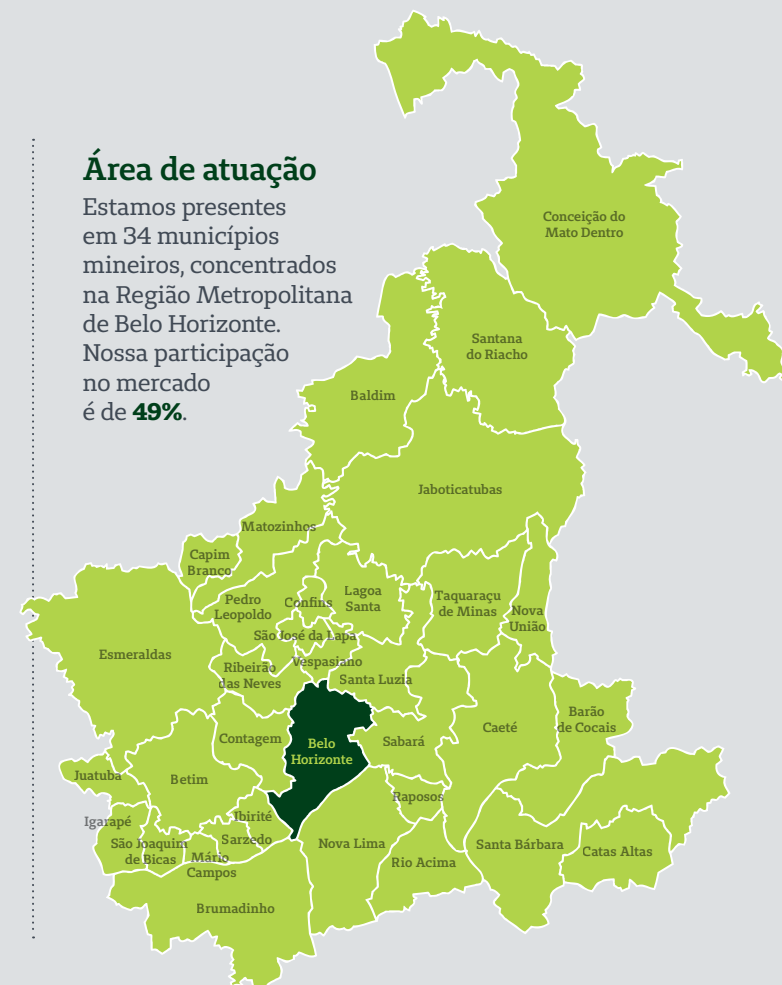 Área de atuação
Estamos presentes
em 34 municípios
mineiros, concentrados
na Região Metropolitana
de Belo Horizonte.
Nossa participação
no mercado
é de 49%.
Conceição do
Mato Dentro
Santana
do Riacho
Baldim
Jaboticatubas
Matozinhos
Capim
Branco
Pedro
Leopoldo
Confins
Lagoa
Santa
Taquaraçu
de Minas
Nova
União
São José da Lapa
Esmeraldas
Ribeirão
das Neves
Vespasiano
Santa Luzia
Contagem
Belo
Horizonte
Sabará
Caeté
Barão
de Cocais
Juatuba
Betim
Raposos
Igarapé
Ibirité
São Joaquim
de Bicas
Mário
Campos
Sarzedo
Nova Lima
Rio Acima
Santa Bárbara
Catas Altas
Brumadinho